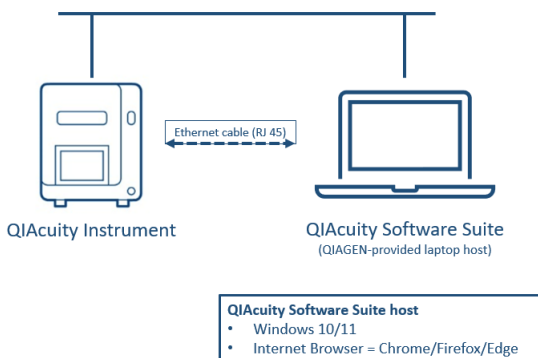 Ethernet cable (RJ 45)
QIAcuity Instrument
QIAcuity Software Suite
(QIAGEN-provided laptop host)
QIAcuity Software Suite host
• Windows 10/11
• Internet Browser = Chrome/Firefox/Edge